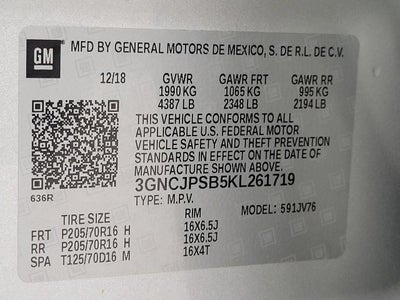 GM
MFD BY GENERAL MOTORS DE MEXICO, S. DE R.L. DE C.V.
12/18 GVWR GAWR FRT GAWR RR
1990 KG 1065 KG 995 KG
4387 LB 2348 LB 2194 LB
THIS VEHICLE CONFORMS TO ALL
APPLICABLE U.S. FEDERAL MOTOR
VEHICLE SAFETY AND THEFT PREVENTION
STANDARDS IN EFFECT ON THE DATE OF
MANUFACTURE SHOWN ABOVE.
636R
3GNCJPSB5KL261719
TYPE: M.P.V. MODEL: 591JV76
TIRE SIZE RIM
FRT P205/70R16 H 16X6.5J
RR P205/70R16 H 16X6.5J
SPA T125/70D16 M 16X4T